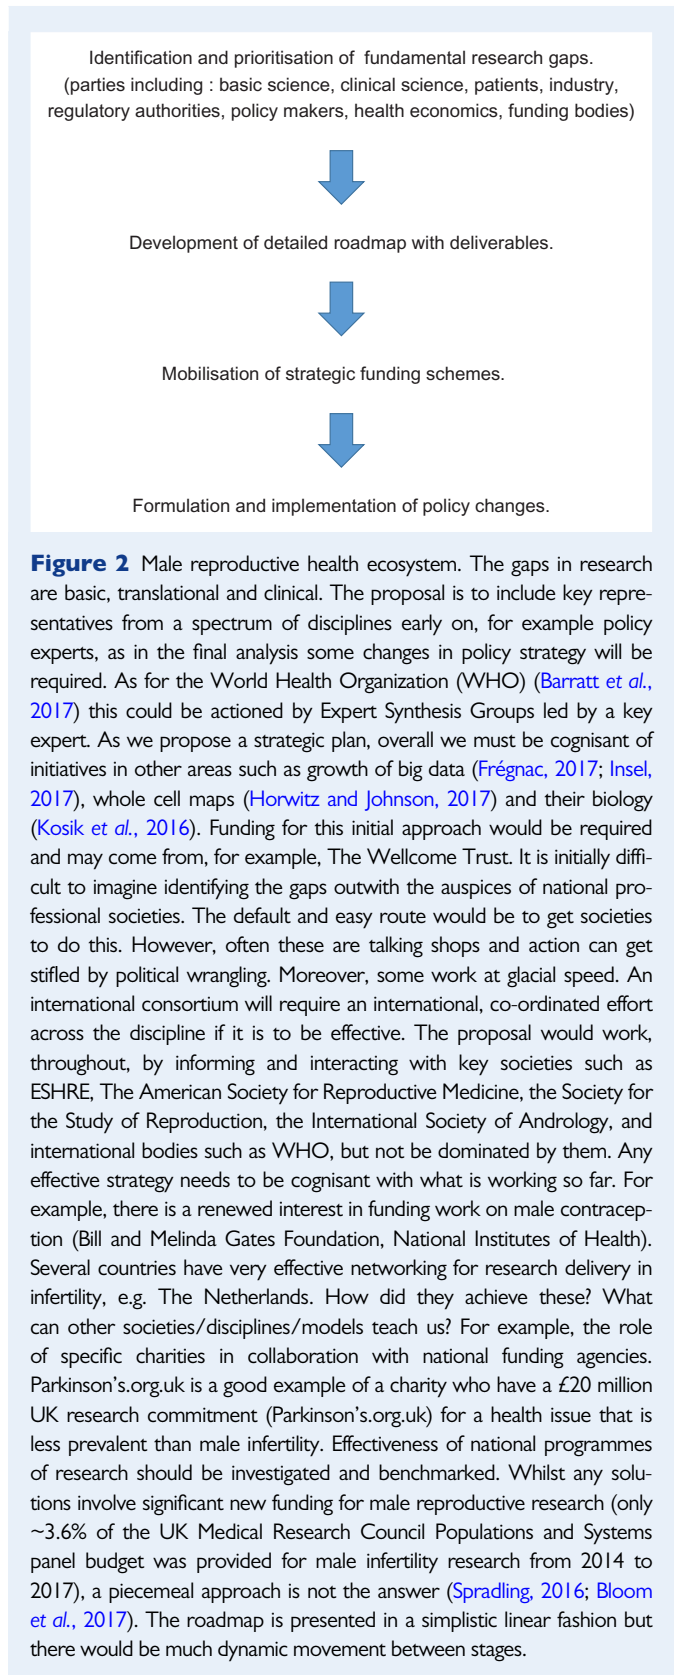 Identification and prioritisation of fundamental research gaps.
(parties including : basic science, clinical science, patients, industry,
regulatory authorities, policy makers, health economics, funding bodies)
Development of detailed roadmap with deliverables.
Mobilisation of strategic funding schemes.
Formulation and implementation of policy changes.
Figure 2 Male reproductive health ecosystem. The gaps in research
are basic, translational and clinical. The proposal is to include key repre-
sentatives from a spectrum of disciplines early on, for example policy
experts, as in the final analysis some changes in policy strategy will be
required. As for the World Health Organization (WHO) (Barratt et al.,
2017) this could be actioned by Expert Synthesis Groups led by a key
expert. As we propose a strategic plan, overall we must be cognisant of
initiatives in other areas such as growth of big data (Frégnac, 2017; Insel,
2017), whole cell maps (Horwitz and Johnson, 2017) and their biology
(Kosik et al., 2016). Funding for this initial approach would be required
and may come from, for example, The Wellcome Trust. It is initially diffi-
cult to imagine identifying the gaps outwith the auspices of national pro-
fessional societies. The default and easy route would be to get societies
to do this. However, often these are talking shops and action can get
stifled by political wrangling. Moreover, some work at glacial speed. An
international consortium will require an international, co-ordinated effort
across the discipline if it is to be effective. The proposal would work,
throughout, by informing and interacting with key societies such as
ESHRE, The American Society for Reproductive Medicine, the Society for
the Study of Reproduction, the International Society of Andrology, and
international bodies such as WHO, but not be dominated by them. Any
effective strategy needs to be cognisant with what is working so far. For
example, there is a renewed interest in funding work on male contracep-
tion (Bill and Melinda Gates Foundation, National Institutes of Health).
Several countries have very effective networking for research delivery in
infertility, e.g. The Netherlands. How did they achieve these? What
can other societies/disciplines/models teach us? For example, the role
of specific charities in collaboration with national funding agencies.
Parkinson's.org.uk is a good example of a charity who have a £20 million
UK research commitment (Parkinson's.org.uk) for a health issue that is
less prevalent than male infertility. Effectiveness of national programmes
of research should be investigated and benchmarked. Whilst any solu-
tions involve significant new funding for male reproductive research (only
~3.6% of the UK Medical Research Council Populations and Systems
panel budget was provided for male infertility research from 2014 to
2017), a piecemeal approach is not the answer (Spradling, 2016; Bloom
et al., 2017). The roadmap is presented in a simplistic linear fashion but
there would be much dynamic movement between stages.